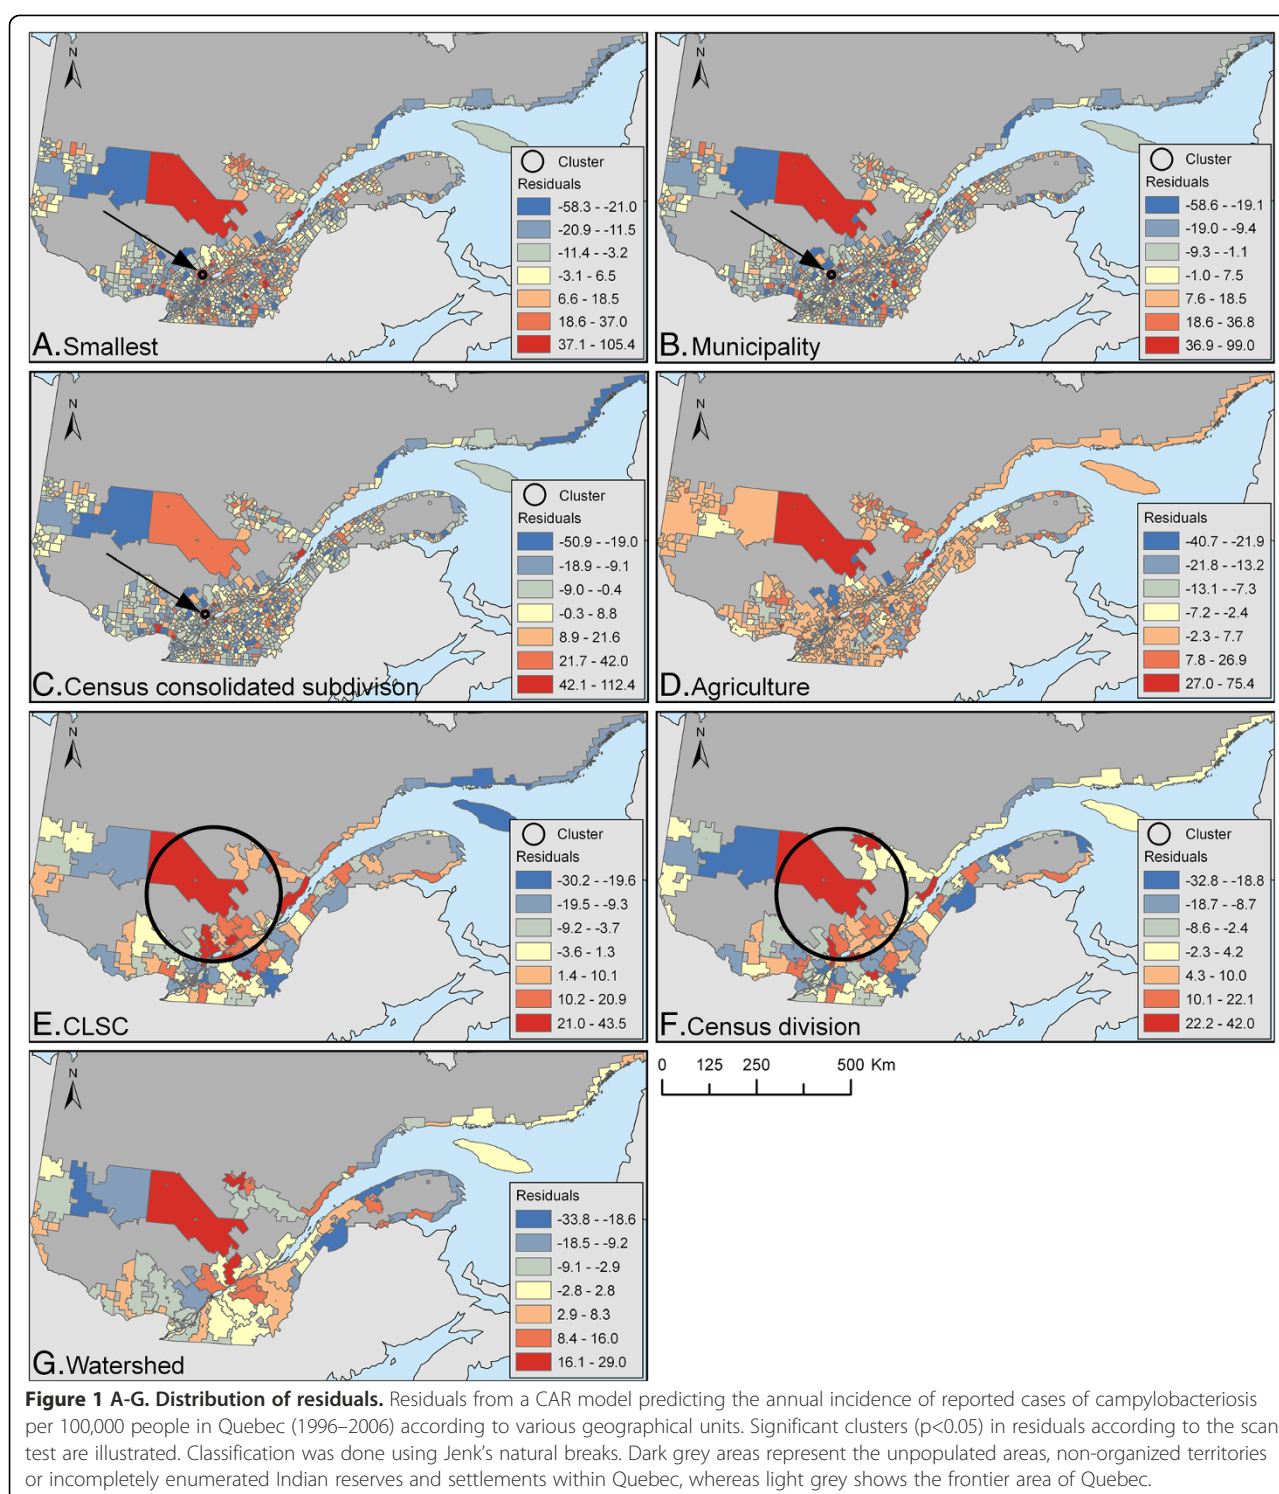 N
Cluster
Residuals
-58.3 - -21.0
-20.9 - -11.5
-11.4 - -3.2
-3.1 - 6.5
6.6 - 18.5
18.6 - 37.0
37.1 - 105.4
A. Smallest
N
Cluster
Residuals
-58.6 - -19.1
-19.0 - -9.4
-9.3 - -1.1
-1.0 - 7.5
7.6 - 18.5
18.6 - 36.8
36.9 - 99.0
B. Municipality
N
Cluster
Residuals
-50.9 - -19.0
-18.9 - -9.1
-9.0 - -0.4
-0.3 - 8.8
8.9 - 21.6
21.7 - 42.0
42.1 - 112.4
C. Census consolidated subdivison
N
Residuals
-40.7 - -21.9
-21.8 - -13.2
-13.1 - -7.3
-7.2 - -2.4
-2.3 - 7.7
7.8 - 26.9
27.0 - 75.4
D. Agriculture
N
Cluster
Residuals
-30.2 - -19.6
-19.5 - -9.3
-9.2 - -3.7
-3.6 - 1.3
1.4 - 10.1
10.2 - 20.9
21.0 - 43.5
E. CLSC
N
Cluster
Residuals
-32.8 - -18.8
-18.7 - -8.7
-8.6 - -2.4
-2.3 - 4.2
4.3 - 10.0
10.1 - 22.1
22.2 - 42.0
F. Census division
0 125 250 500 Km
N
Residuals
-33.8 - -18.6
-18.5 - -9.2
-9.1 - -2.9
-2.8 - 2.8
2.9 - 8.3
8.4 - 16.0
16.1 - 29.0
G. Watershed
Figure 1 A-G. Distribution of residuals. Residuals from a CAR model predicting the annual incidence of reported cases of campylobacteriosis
per 100,000 people in Quebec (1996–2006) according to various geographical units. Significant clusters (p<0.05) in residuals according to the scan
test are illustrated. Classification was done using Jenk's natural breaks. Dark grey areas represent the unpopulated areas, non-organized territories
or incompletely enumerated Indian reserves and settlements within Quebec, whereas light grey shows the frontier area of Quebec.